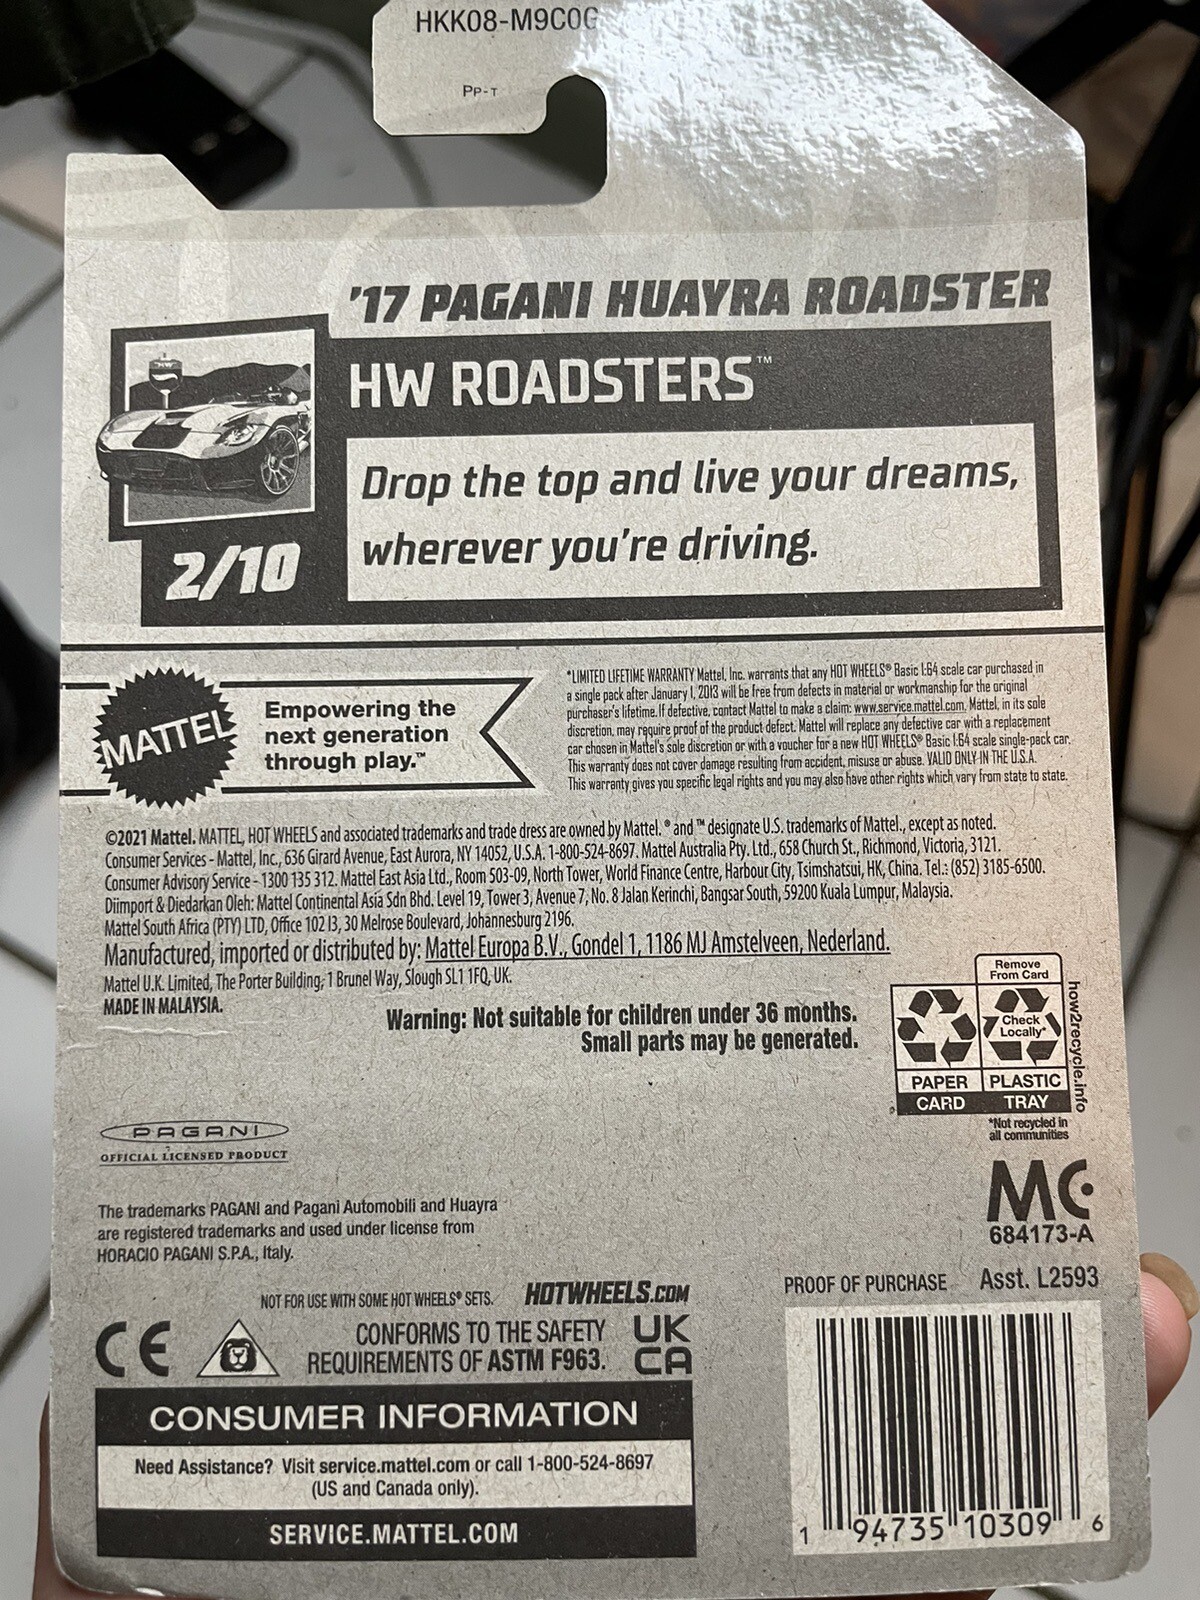 HKK08-M9C0G
PP-T
'17 PAGANI HUAYRA ROADSTER
HW ROADSTERS™
Drop the top and live your dreams,
wherever you're driving.
HW
2/10
MATTEL
Empowering the
next generation
through play.™
*LIMITED LIFETIME WARRANTY Mattel, Inc. warrants that any HOT WHEELS® Basic 1:64 scale car purchased in
a single pack after January 1, 2013 will be free from defects in material or workmanship for the original
purchaser's lifetime. If defective, contact Mattel to make a claim: www.service.mattel.com. Mattel, in its sole
discretion, may require proof of the product defect. Mattel will replace any defective car with a replacement
car chosen in Mattel's sole discretion or with a voucher for a new HOT WHEELS® Basic 1:64 scale single-pack car.
This warranty does not cover damage resulting from accident, misuse or abuse. VALID ONLY IN THE U.S.A.
This warranty gives you specific legal rights and you may also have other rights which vary from state to state.
©2021 Mattel. MATTEL, HOT WHEELS and associated trademarks and trade dress are owned by Mattel. ® and ™ designate U.S. trademarks of Mattel., except as noted.
Consumer Services - Mattel, Inc., 636 Girard Avenue, East Aurora, NY 14052, U.S.A. 1-800-524-8697. Mattel Australia Pty. Ltd., 658 Church St., Richmond, Victoria, 3121.
Consumer Advisory Service - 1300 135 312. Mattel East Asia Ltd., Room 503-09, North Tower, World Finance Centre, Harbour City, Tsimshatsui, HK, China. Tel.: (852) 3185-6500.
Diimport & Diedarkan Oleh: Mattel Continental Asia Sdn Bhd. Level 19, Tower 3, Avenue 7, No. 8 Jalan Kerinchi, Bangsar South, 59200 Kuala Lumpur, Malaysia.
Mattel South Africa (PTY) LTD, Office 102 I3, 30 Melrose Boulevard, Johannesburg 2196.
Manufactured, imported or distributed by: Mattel Europa B.V., Gondel 1, 1186 MJ Amstelveen, Nederland.
Mattel U.K. Limited, The Porter Building, 1 Brunel Way, Slough SL1 1FQ, UK.
MADE IN MALAYSIA.
Warning: Not suitable for children under 36 months.
Small parts may be generated.
Remove
From Card
Check
Locally*
PAPER PLASTIC
CARD TRAY
how2recycle.info
*Not recycled in
all communities
PAGANI
OFFICIAL LICENSED PRODUCT
MC
684173-A
The trademarks PAGANI and Pagani Automobili and Huayra
are registered trademarks and used under license from
HORACIO PAGANI S.P.A., Italy.
NOT FOR USE WITH SOME HOT WHEELS® SETS. HOTWHEELS.COM
PROOF OF PURCHASE Asst. L2593
CE
CONFORMS TO THE SAFETY
REQUIREMENTS OF ASTM F963.
UK
CA
CONSUMER INFORMATION
Need Assistance? Visit service.mattel.com or call 1-800-524-8697
(US and Canada only).
SERVICE.MATTEL.COM
1 94735 10309 6